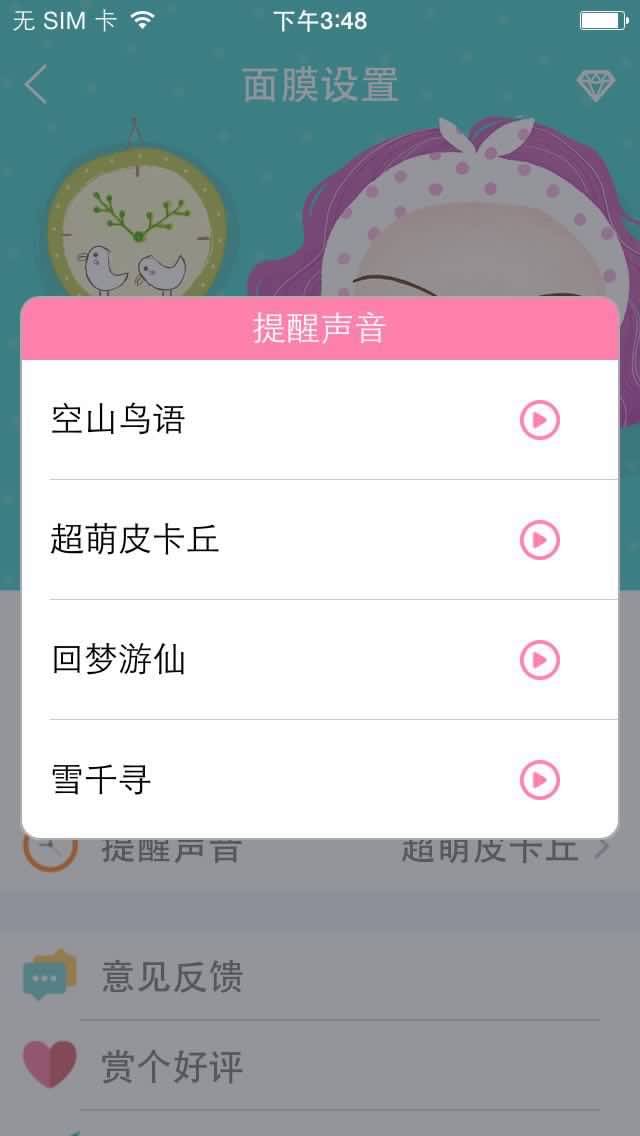 无 SIM 卡 下午3:48
面膜设置
提醒声音
空山鸟语
超萌皮卡丘
回梦游仙
雪千寻
提醒声音 超萌皮卡丘
意见反馈
赏个好评